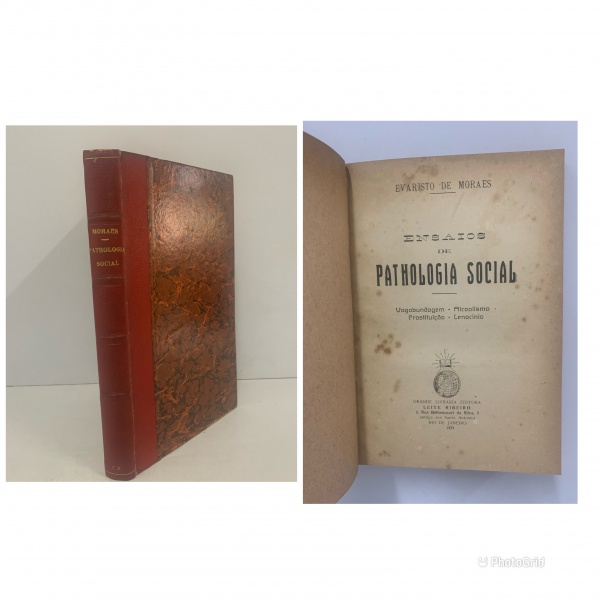 MORAES
PATHOLOGIA
SOCIAL
EVARISTO DE MORAES
ENSAIOS
DE
PATHOLOGIA SOCIAL
Vagabundagem • Alcoolismo •
Prostituição • Lenocinio
GRANDE LIVRARIA EDITORA
LEITE RIBEIRO
RIO DE JANEIRO
PhotoGrid